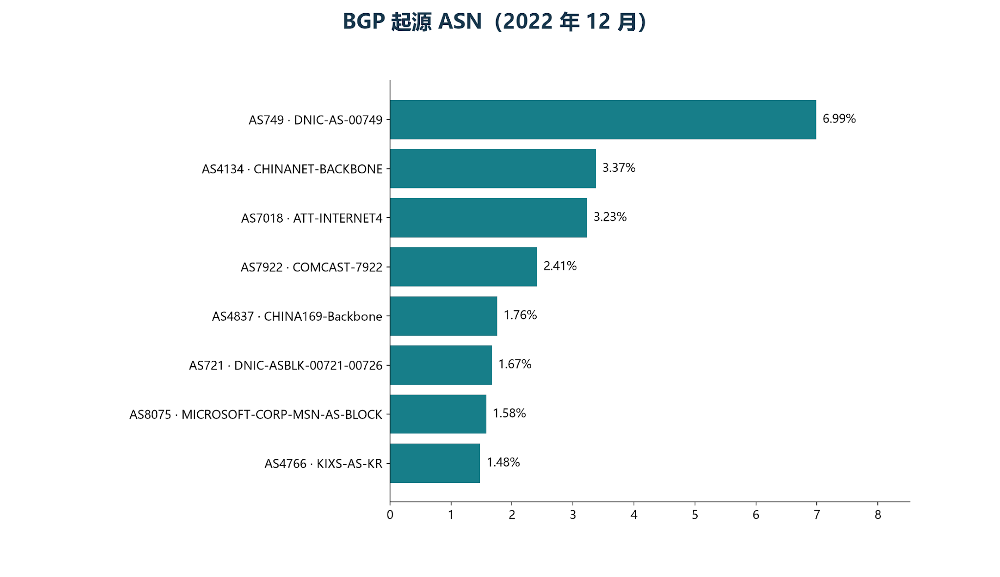 BGP 起源 ASN（2022 年 12 月）
AS749 · DNIC-AS-00749
6.99%
AS4134 · CHINANET-BACKBONE
3.37%
AS7018 · ATT-INTERNET4
3.23%
AS7922 · COMCAST-7922
2.41%
AS4837 · CHINA169-Backbone
1.76%
AS721 · DNIC-ASBLK-00721-00726
1.67%
AS8075 · MICROSOFT-CORP-MSN-AS-BLOCK
1.58%
AS4766 · KIXS-AS-KR
1.48%
0 1 2 3 4 5 6 7 8